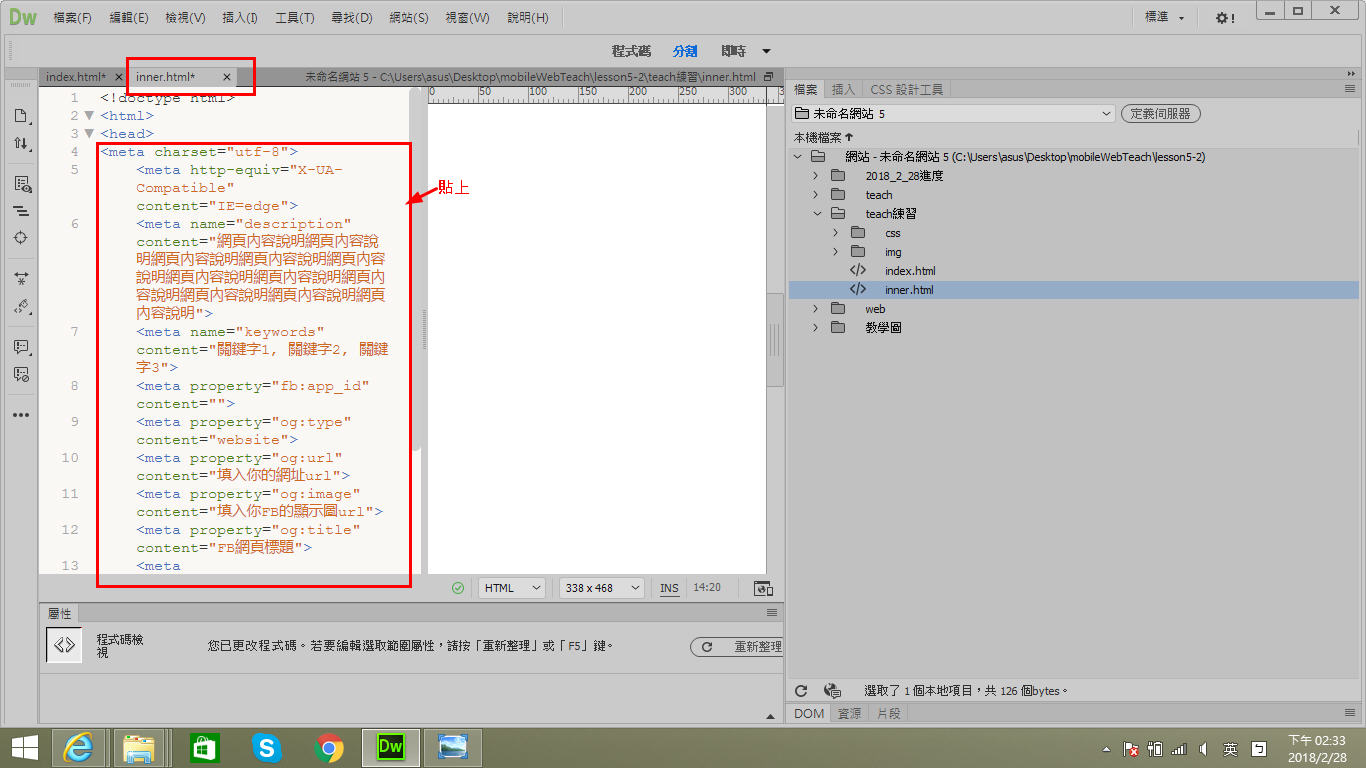 Dw 檔案(F) 編輯(E) 檢視(V) 插入(I) 工具(T) 尋找(D) 網站(S) 視窗(W) 說明(H) 標準
程式碼 分割 即時
index.html* × inner.html* × 未命名網站 5 - C:\Users\asus\Desktop\mobileWebTeach\lesson5-2\teach練習\inner.html
0 50 100 150 200 250 300
1 <!doctype html>
2 <html>
3 <head>
4 <meta charset="utf-8">
5 <meta http-equiv="X-UA-
Compatible"
content="IE=edge">
6 <meta name="description"
content="網頁內容說明網頁內容說
明網頁內容說明網頁內容說明網頁內容
說明網頁內容說明網頁內容說明網頁內
容說明網頁內容說明網頁內容說明網頁
內容說明">
7 <meta name="keywords"
content="關鍵字1, 關鍵字2, 關鍵
字3">
8 <meta property="fb:app_id"
content="">
9 <meta property="og:type"
content="website">
10 <meta property="og:url"
content="填入你的網址url">
11 <meta property="og:image"
content="填入你FB的顯示圖url">
12 <meta property="og:title"
content="FB網頁標題">
13 <meta
貼上
HTML 338 x 468 INS 14:20
屬性
程式碼檢
視
您已更改程式碼。若要編輯選取範圍屬性，請按「重新整理」或「F5」鍵。
重新整理
檔案 插入 CSS 設計工具
未命名網站 5 定義伺服器
本機檔案
網站 - 未命名網站 5 (C:\Users\asus\Desktop\mobileWebTeach\lesson5-2)
2018_2_28進度
teach
teach練習
css
img
index.html
inner.html
web
教學圖
選取了 1 個本地項目，共 126 個bytes。
DOM 資源 片段
Dw
英
下午 02:33
2018/2/28